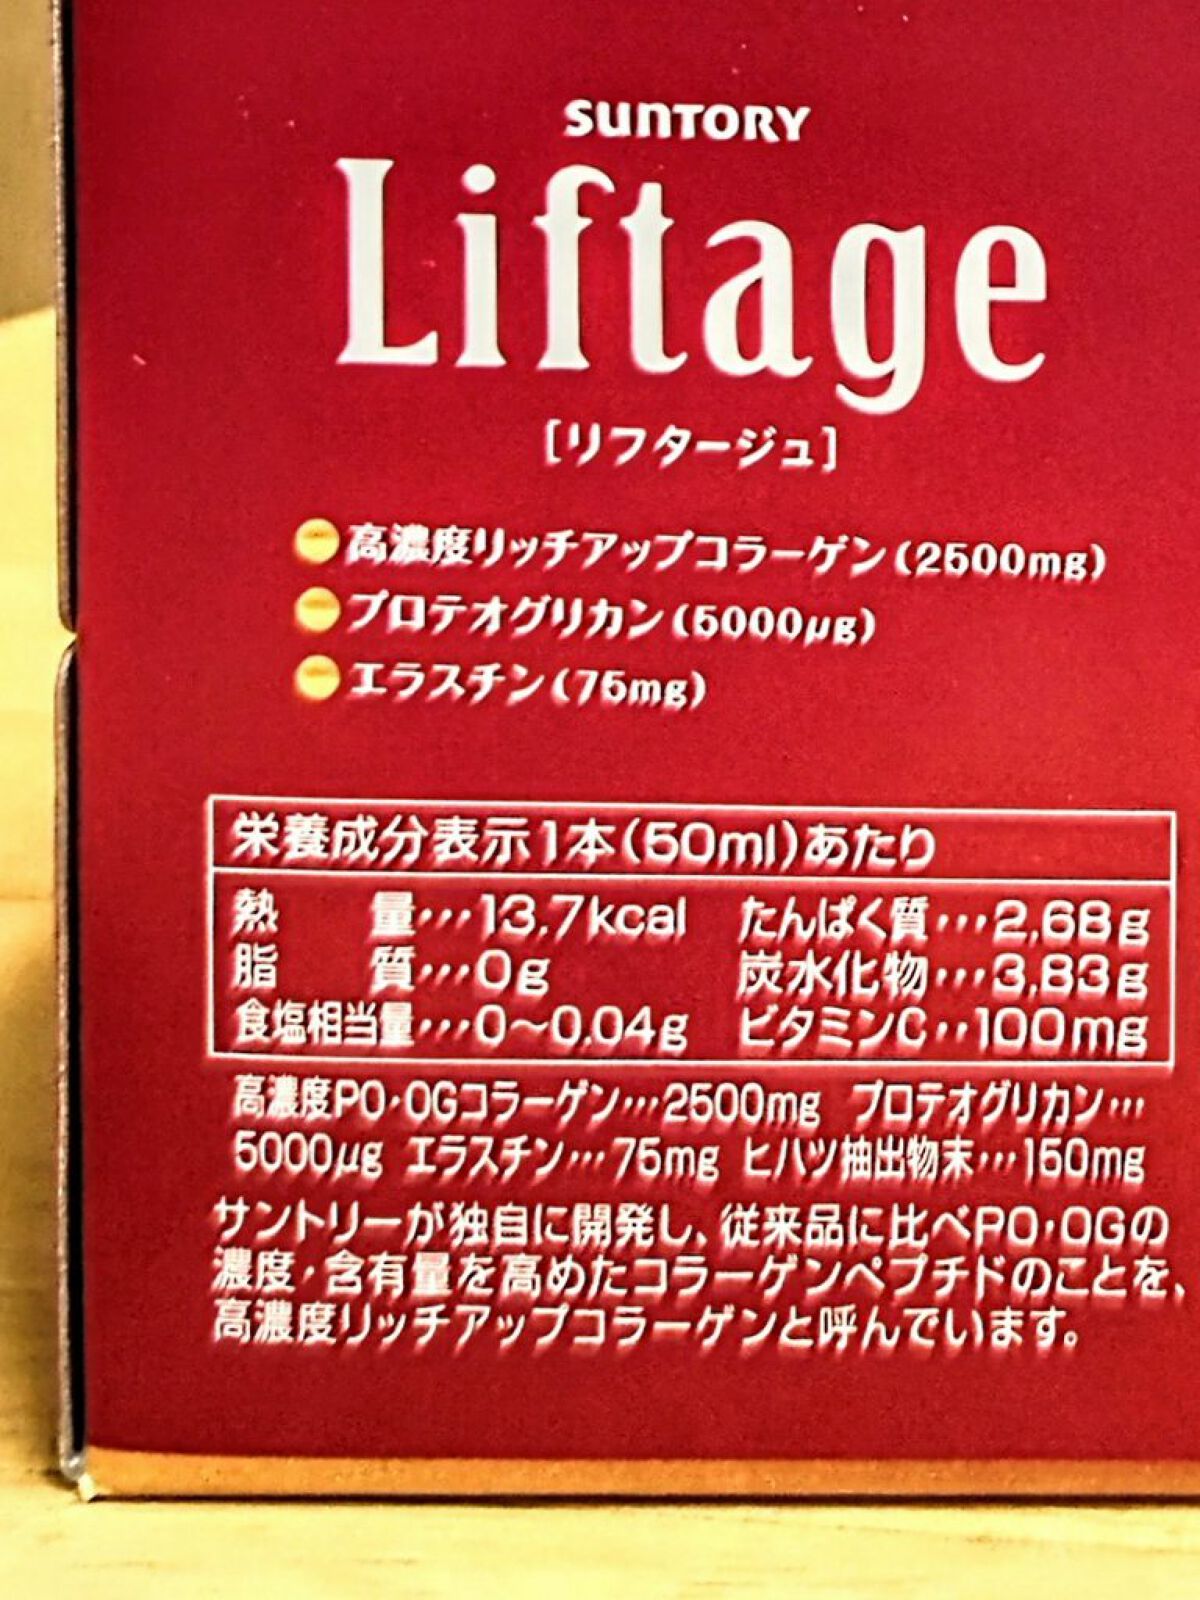 SUNTORY
Liftage
[リフタージュ]
高濃度リッチアップコラーゲン(2500mg)
プロテオグリカン(5000μg)
エラスチン(75mg)
栄養成分表示1本(50ml)あたり
熱量…13.7kcal たんぱく質…2.68g
脂質…0g 炭水化物…3.83g
食塩相当量…0〜0.04g ビタミンC‥100mg
高濃度PO・OGコラーゲン…2500mg プロテオグリカン…
5000μg エラスチン…75mg ヒハツ抽出物末…150mg
サントリーが独自に開発し、従来品に比べPO・OGの
濃度・含有量を高めたコラーゲンペプチドのことを、
高濃度リッチアップコラーゲンと呼んでいます。